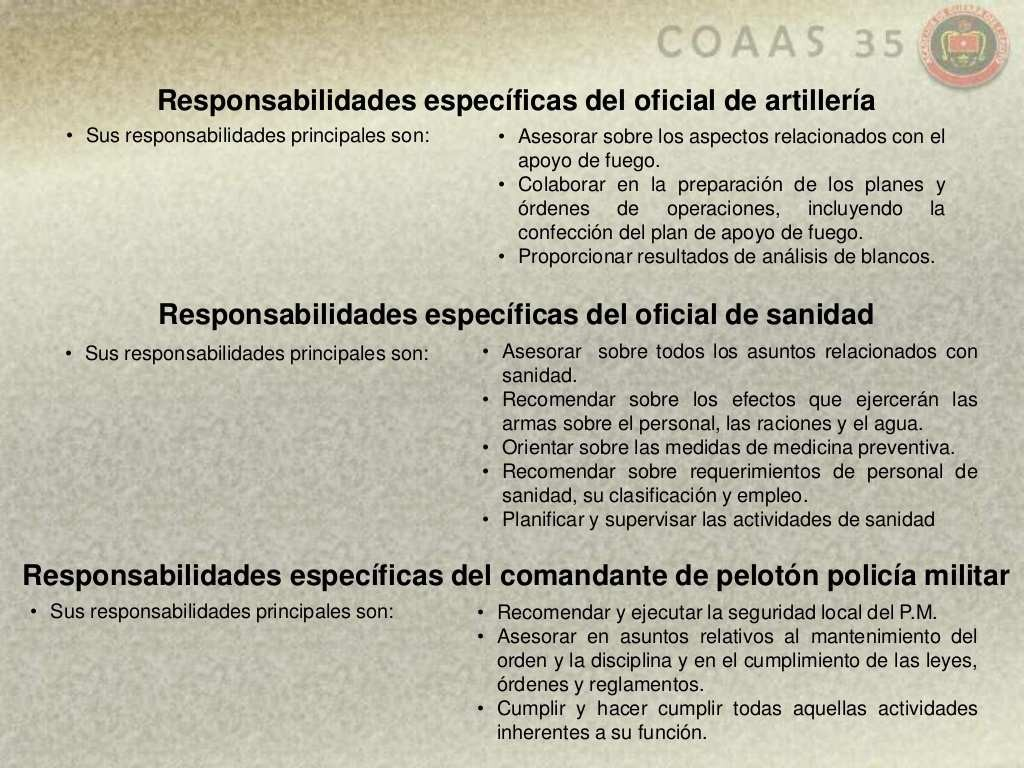 COAAS 35
Responsabilidades específicas del oficial de artillería
• Sus responsabilidades principales son:
• Asesorar sobre los aspectos relacionados con el
apoyo de fuego.
• Colaborar en la preparación de los planes y
órdenes de operaciones, incluyendo la
confección del plan de apoyo de fuego.
• Proporcionar resultados de análisis de blancos.
Responsabilidades específicas del oficial de sanidad
• Sus responsabilidades principales son:
• Asesorar sobre todos los asuntos relacionados con
sanidad.
• Recomendar sobre los efectos que ejercerán las
armas sobre el personal, las raciones y el agua.
• Orientar sobre las medidas de medicina preventiva.
• Recomendar sobre requerimientos de personal de
sanidad, su clasificación y empleo.
• Planificar y supervisar las actividades de sanidad
Responsabilidades específicas del comandante de pelotón policía militar
• Sus responsabilidades principales son:
• Recomendar y ejecutar la seguridad local del P.M.
• Asesorar en asuntos relativos al mantenimiento del
orden y la disciplina y en el cumplimiento de las leyes,
órdenes y reglamentos.
• Cumplir y hacer cumplir todas aquellas actividades
inherentes a su función.